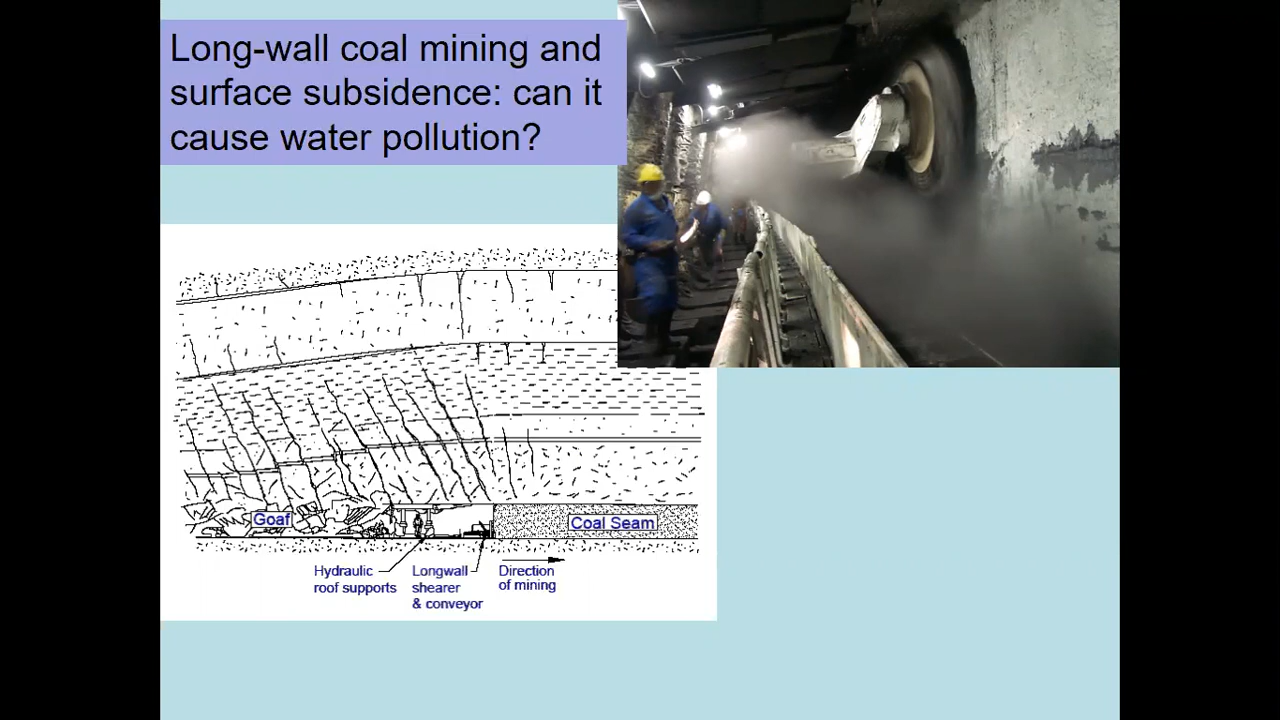 Long-wall coal mining and
surface subsidence: can it
cause water pollution?
Goaf
Coal Seam
Hydraulic
roof supports
Longwall
shearer
& conveyor
Direction
of mining